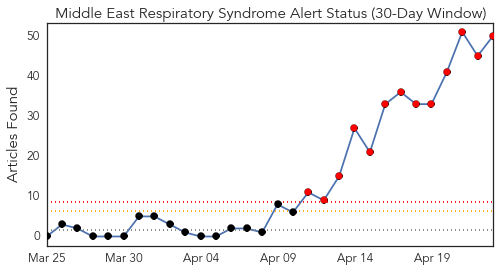 Middle East Respiratory Syndrome Alert Status (30-Day Window)
Articles Found
50
40
30
20
10
0
Mar 25 Mar 30 Apr 04 Apr 09 Apr 14 Apr 19